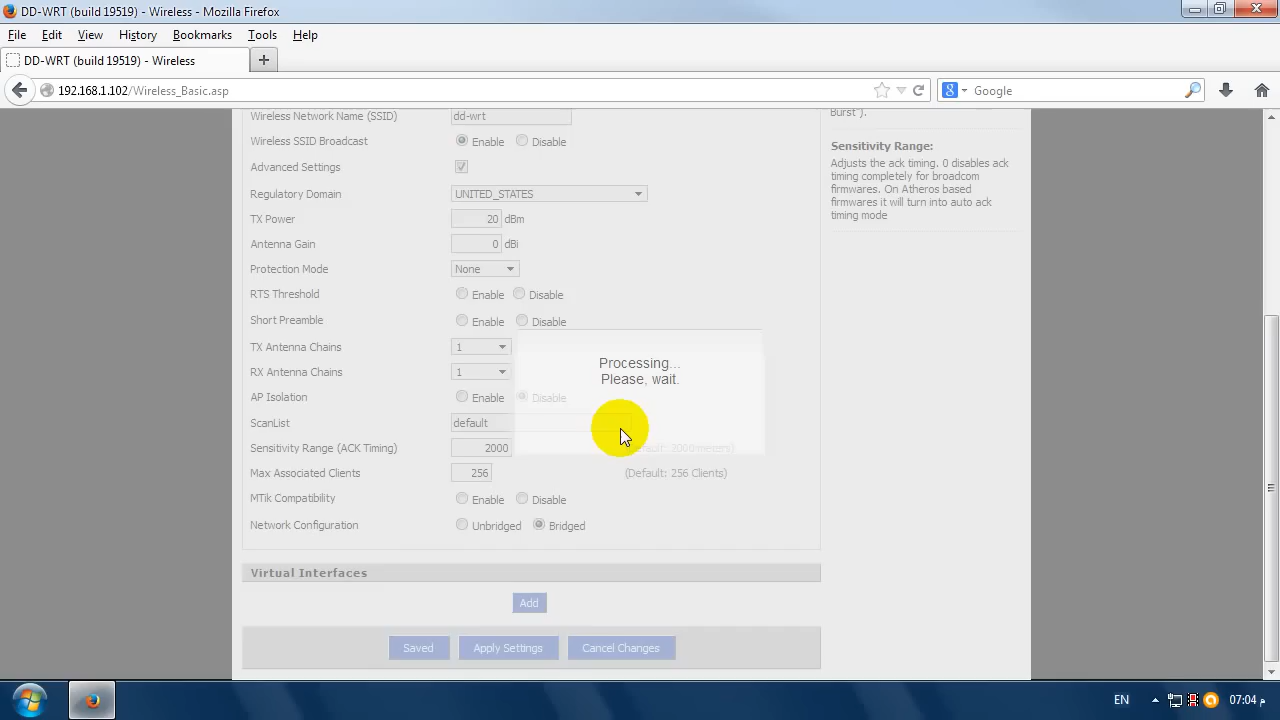 DD-WRT (build 19519) - Wireless - Mozilla Firefox
File Edit View History Bookmarks Tools Help
DD-WRT (build 19519) - Wireless
192.168.1.102/Wireless_Basic.asp
Google
Wireless Network Name (SSID) dd-wrt
Burst").
Wireless SSID Broadcast Enable Disable
Sensitivity Range:
Adjusts the ack timing. 0 disables ack
timing completely for broadcom
firmwares. On Atheros based
firmwares it will turn into auto ack
timing mode
Advanced Settings
Regulatory Domain UNITED_STATES
TX Power 20 dBm
Antenna Gain 0 dBi
Protection Mode None
RTS Threshold Enable Disable
Short Preamble Enable Disable
TX Antenna Chains 1
RX Antenna Chains 1
Processing...
Please, wait.
AP Isolation Enable Disable
ScanList default
Sensitivity Range (ACK Timing) 2000 (Default: 2000 meters)
Max Associated Clients 256 (Default: 256 Clients)
MTik Compatibility Enable Disable
Network Configuration Unbridged Bridged
Virtual Interfaces
Add
Saved Apply Settings Cancel Changes
EN 07:04 م